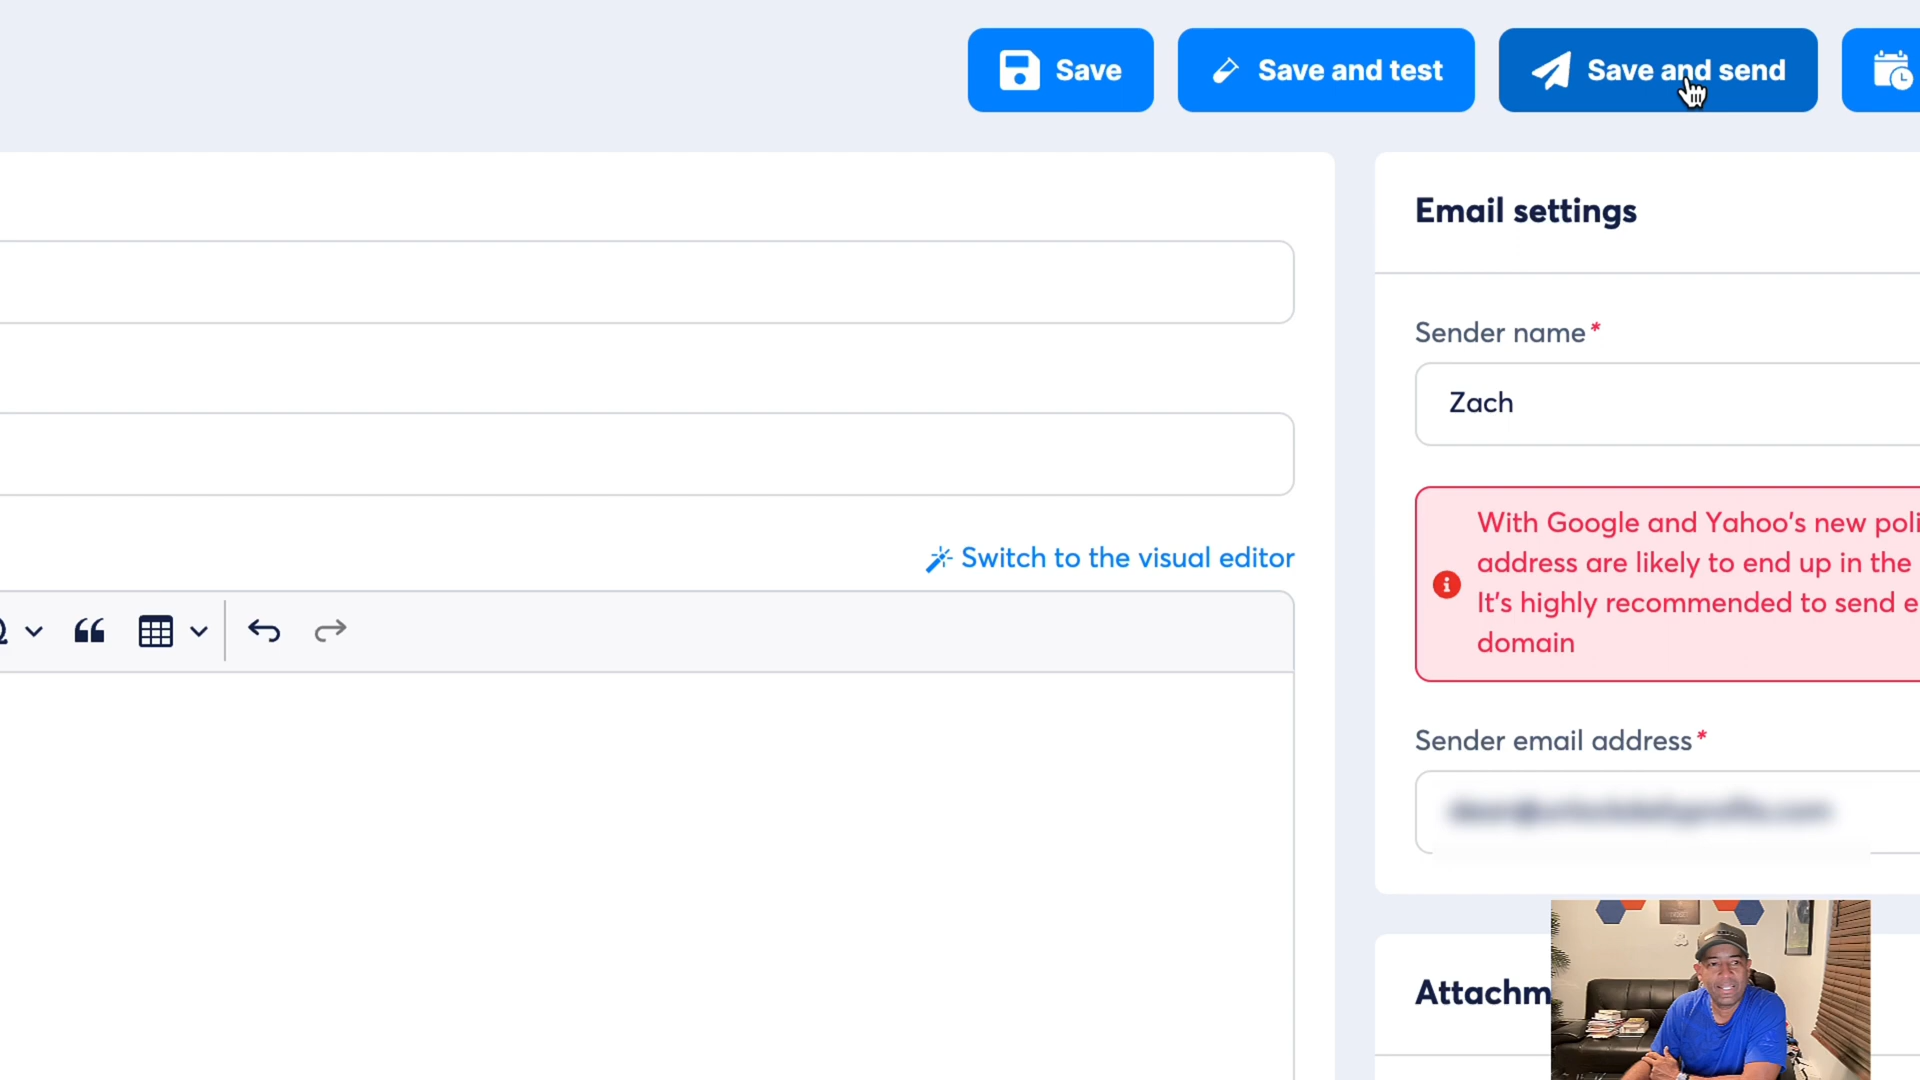 Save
Save and test
Save and send
Email settings
Sender name*
Zach
With Google and Yahoo's new poli
address are likely to end up in the
It's highly recommended to send e
domain
Switch to the visual editor
Sender email address*
Attachm